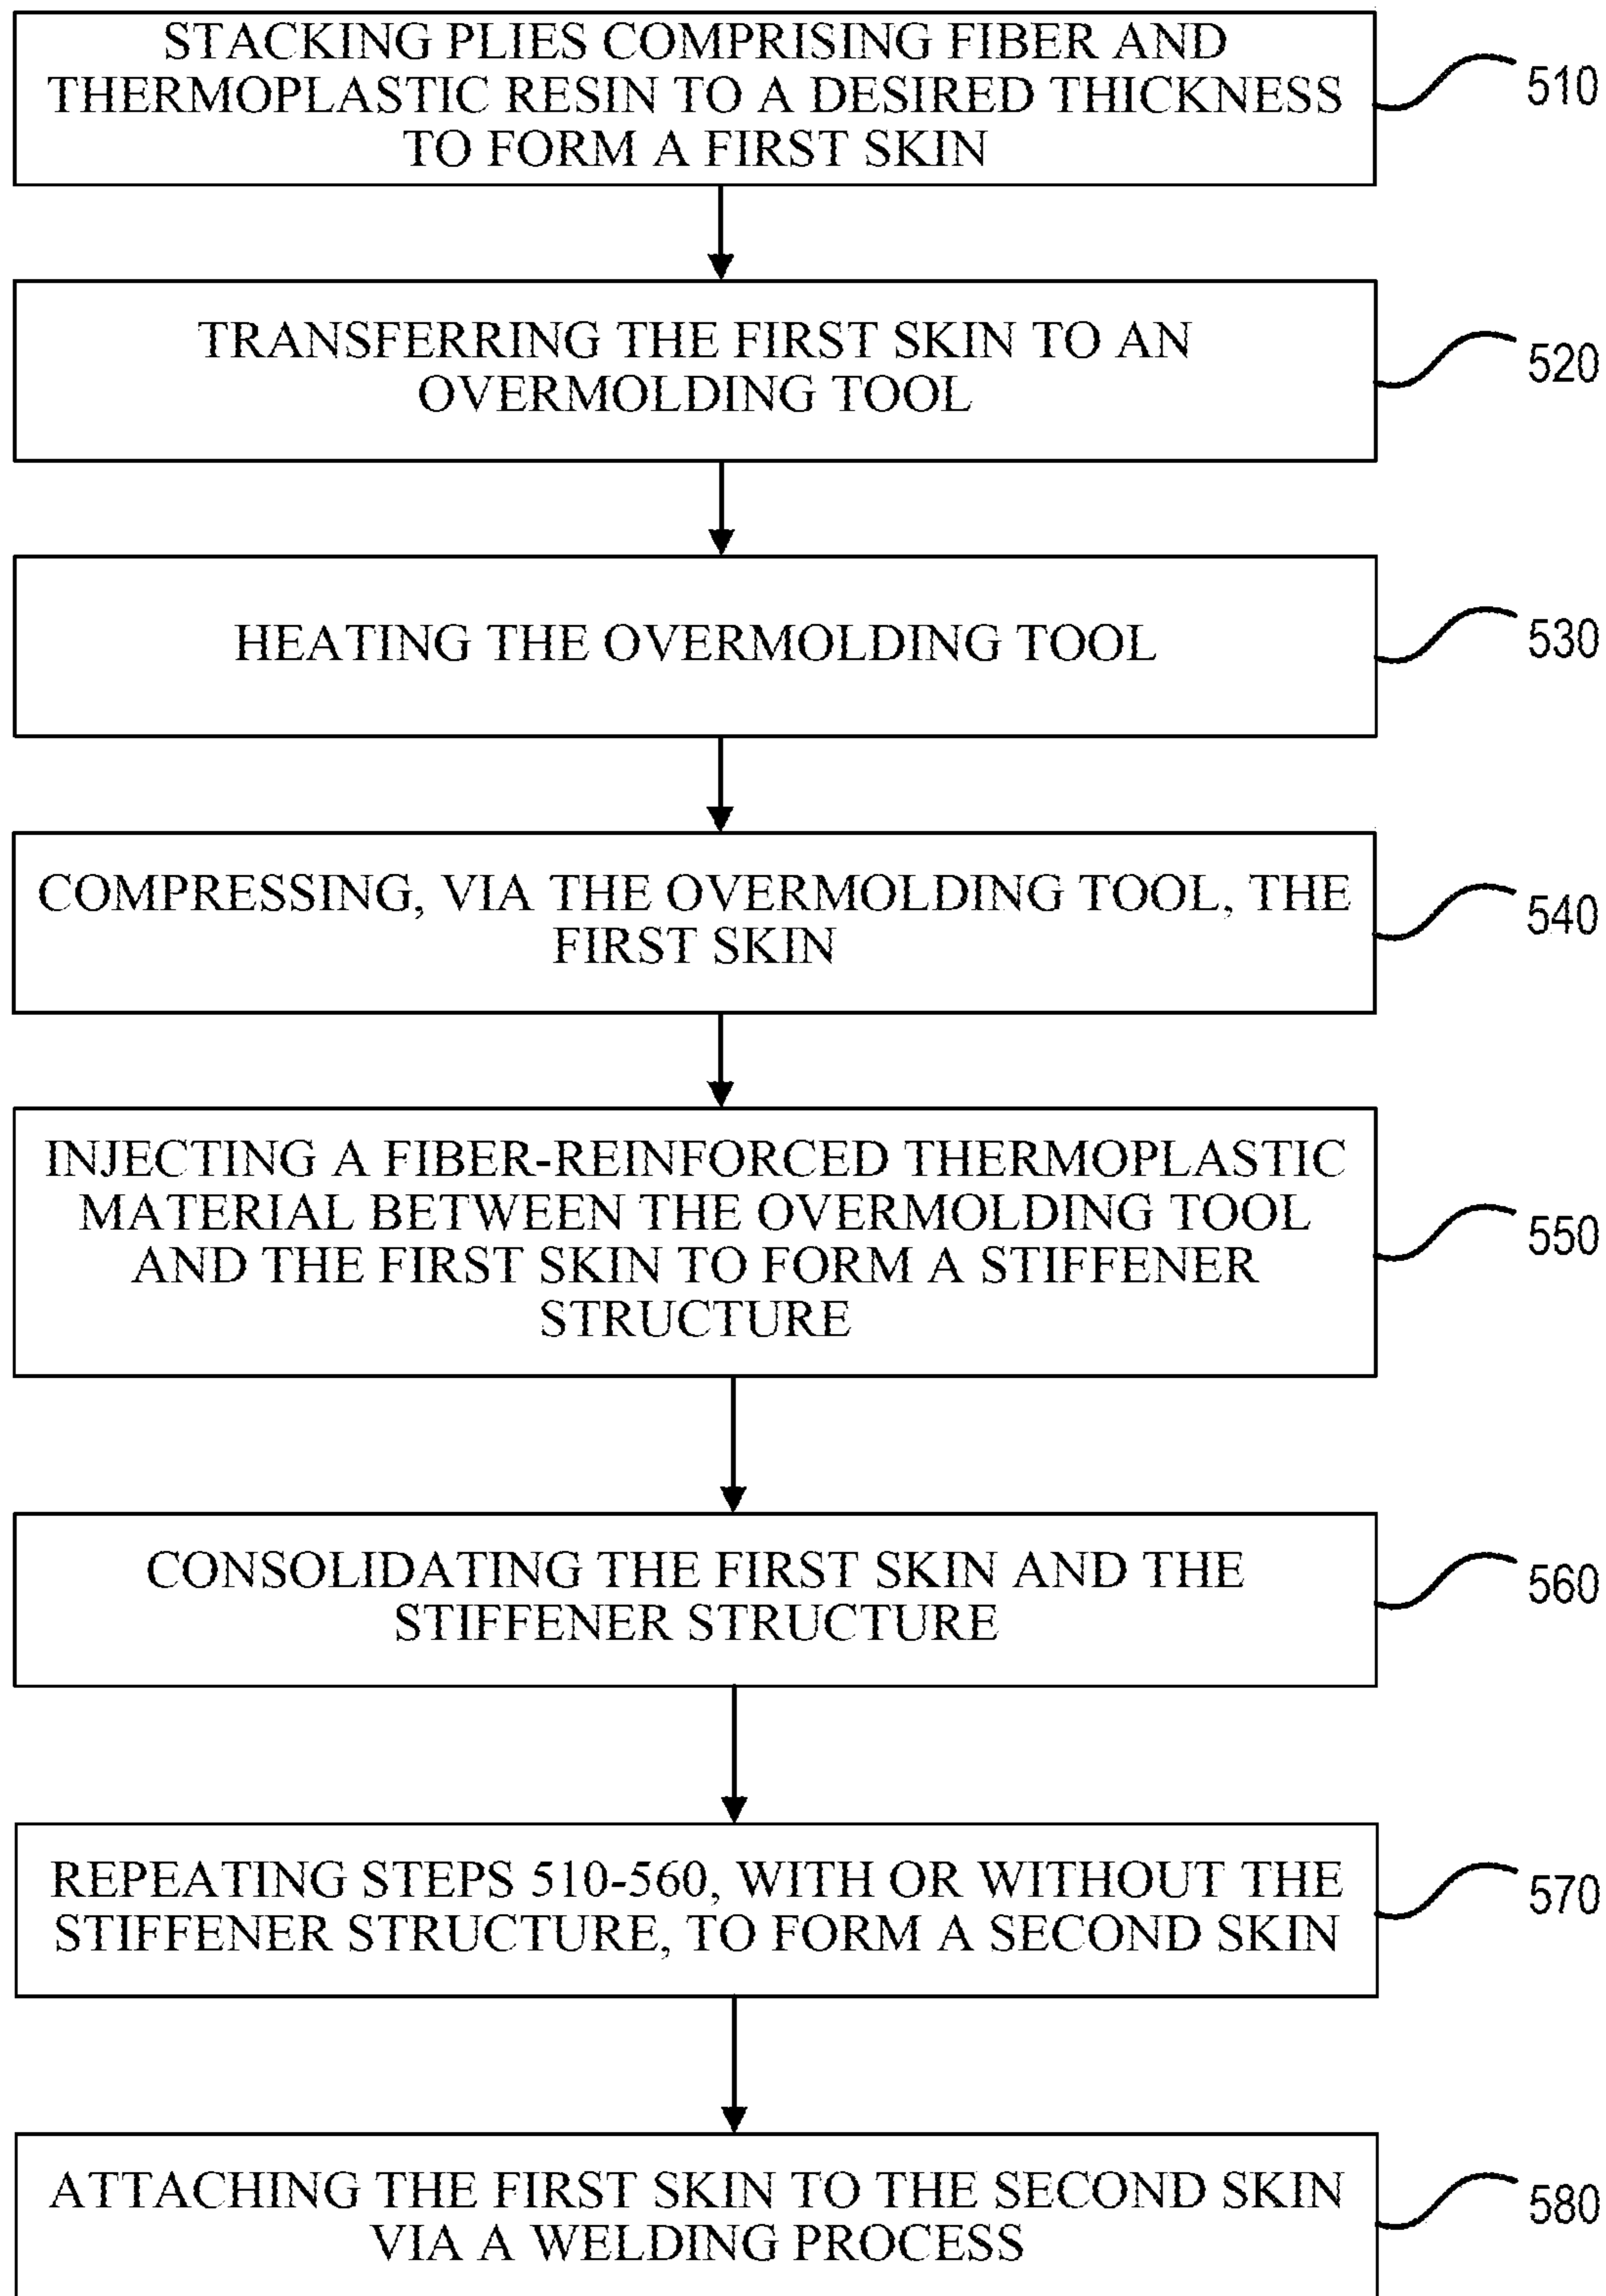 STACKING PLIES COMPRISING FIBER AND
THERMOPLASTIC RESIN TO A DESIRED THICKNESS
TO FORM A FIRST SKIN
510
TRANSFERRING THE FIRST SKIN TO AN
OVERMOLDING TOOL
520
HEATING THE OVERMOLDING TOOL
530
COMPRESSING, VIA THE OVERMOLDING TOOL, THE
FIRST SKIN
540
INJECTING A FIBER-REINFORCED THERMOPLASTIC
MATERIAL BETWEEN THE OVERMOLDING TOOL
AND THE FIRST SKIN TO FORM A STIFFENER
STRUCTURE
550
CONSOLIDATING THE FIRST SKIN AND THE
STIFFENER STRUCTURE
560
REPEATING STEPS 510-560, WITH OR WITHOUT THE
STIFFENER STRUCTURE, TO FORM A SECOND SKIN
570
ATTACHING THE FIRST SKIN TO THE SECOND SKIN
VIA A WELDING PROCESS
580